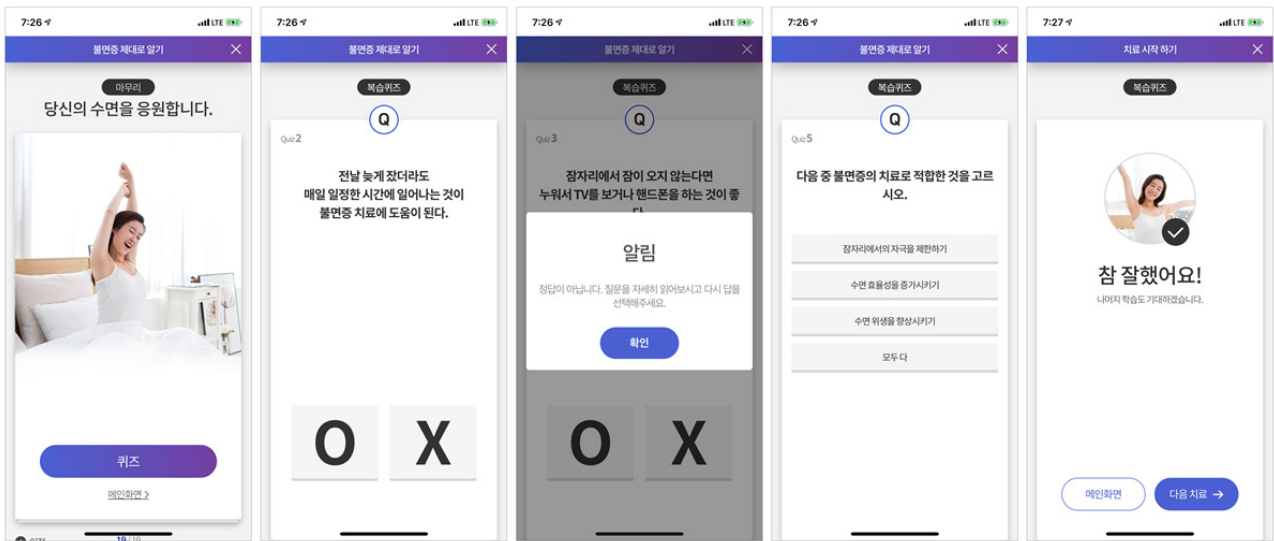 7:26
LTE
불면증 제대로 알기
마무리
당신의 수면을 응원합니다.
퀴즈
메인화면 >
19 / 19
7:26
LTE
불면증 제대로 알기
복습퀴즈
Q
Quiz 2
전날 늦게 잤더라도
매일 일정한 시간에 일어나는 것이
불면증 치료에 도움이 된다.
O X
7:26
LTE
불면증 제대로 알기
복습퀴즈
Q
Quiz 3
잠자리에서 잠이 오지 않는다면
누워서 TV를 보거나 핸드폰을 하는 것이 좋
알림
정답이 아닙니다. 질문을 자세히 읽어보시고 다시 답을
선택해주세요.
확인
O X
7:26
LTE
불면증 제대로 알기
복습퀴즈
Q
Quiz 5
다음 중 불면증의 치료로 적합한 것을 고르
시오.
잠자리에서의 자극을 제한하기
수면 효율성을 증가시키기
수면 위생을 향상시키기
모두 다
7:27
LTE
치료 시작 하기
복습퀴즈
참 잘했어요!
나머지 학습도 기대하겠습니다.
메인화면
다음 치료 →